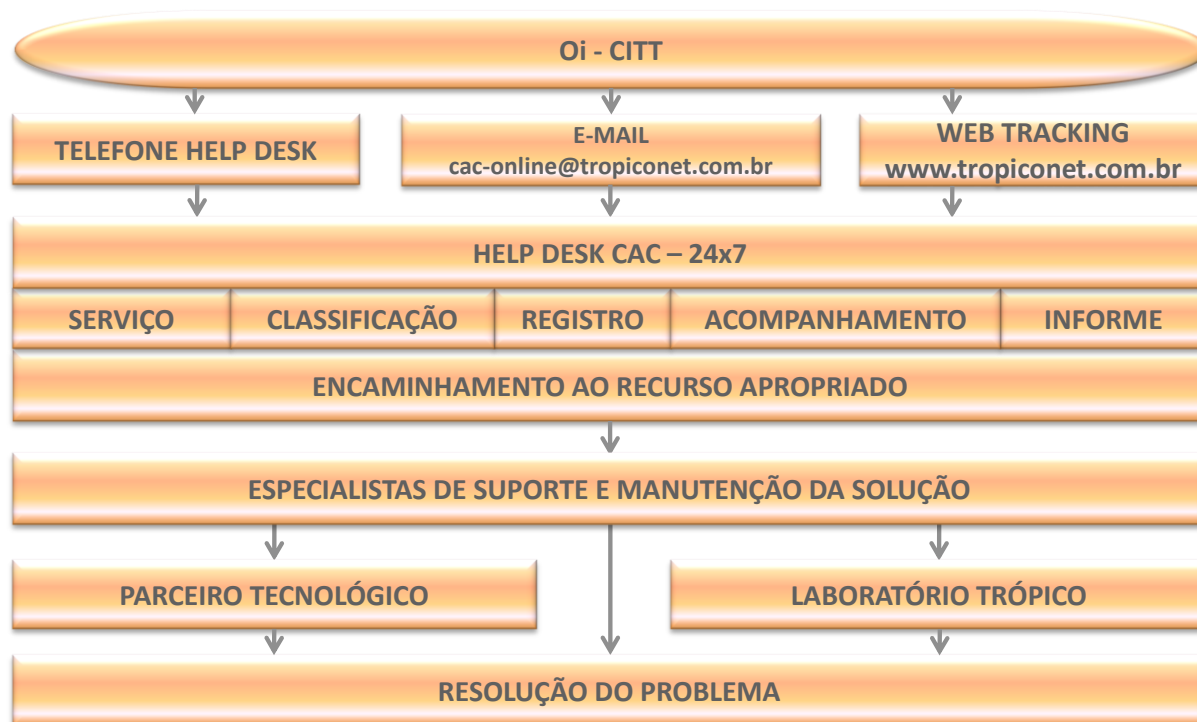 Oi - CITT
TELEFONE HELP DESK
E-MAIL
cac-online@tropiconet.com.br
WEB TRACKING
www.tropiconet.com.br
HELP DESK CAC – 24x7
SERVIÇO
CLASSIFICAÇÃO
REGISTRO
ACOMPANHAMENTO
INFORME
ENCAMINHAMENTO AO RECURSO APROPRIADO
ESPECIALISTAS DE SUPORTE E MANUTENÇÃO DA SOLUÇÃO
PARCEIRO TECNOLÓGICO
LABORATÓRIO TRÓPICO
RESOLUÇÃO DO PROBLEMA